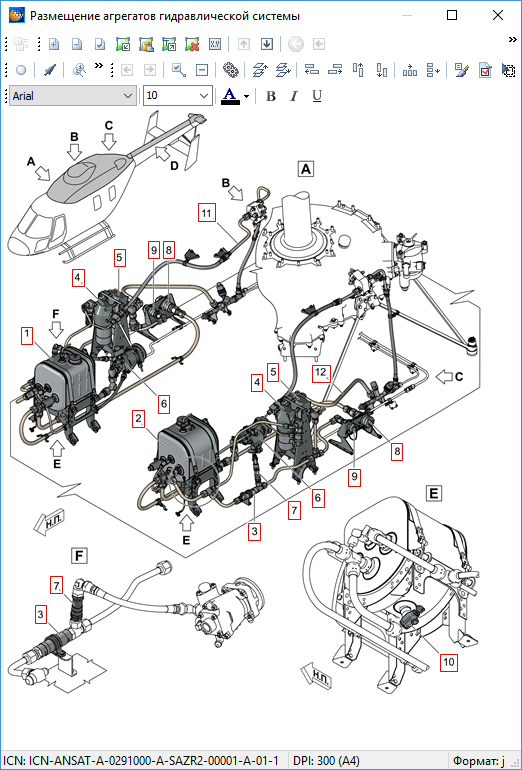 Размещение агрегатов гидравлической системы
Arial
10
A
B
I
U
C
B
A
D
B
A
11
9
8
5
4
F
1
5
12
4
C
6
2
E
8
9
6
7
3
E
E
Н.П.
F
7
3
10
Н.П.
ICN: ICN-ANSAT-A-0291000-A-SAZR2-00001-A-01-1
DPI: 300 (A4)
Формат: j